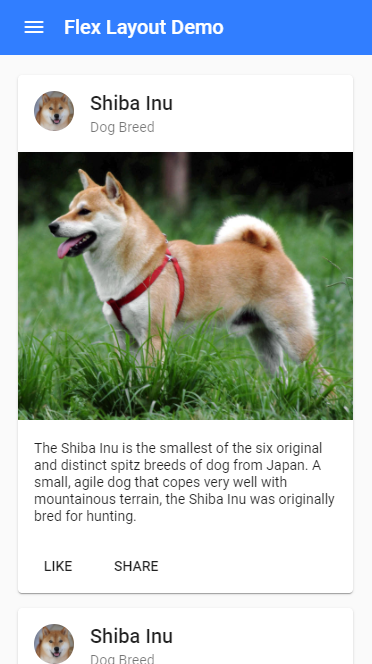 Flex Layout Demo
Shiba Inu
Dog Breed
The Shiba Inu is the smallest of the six original
and distinct spitz breeds of dog from Japan. A
small, agile dog that copes very well with
mountainous terrain, the Shiba Inu was originally
bred for hunting.
LIKE SHARE
Shiba Inu
Dog Breed